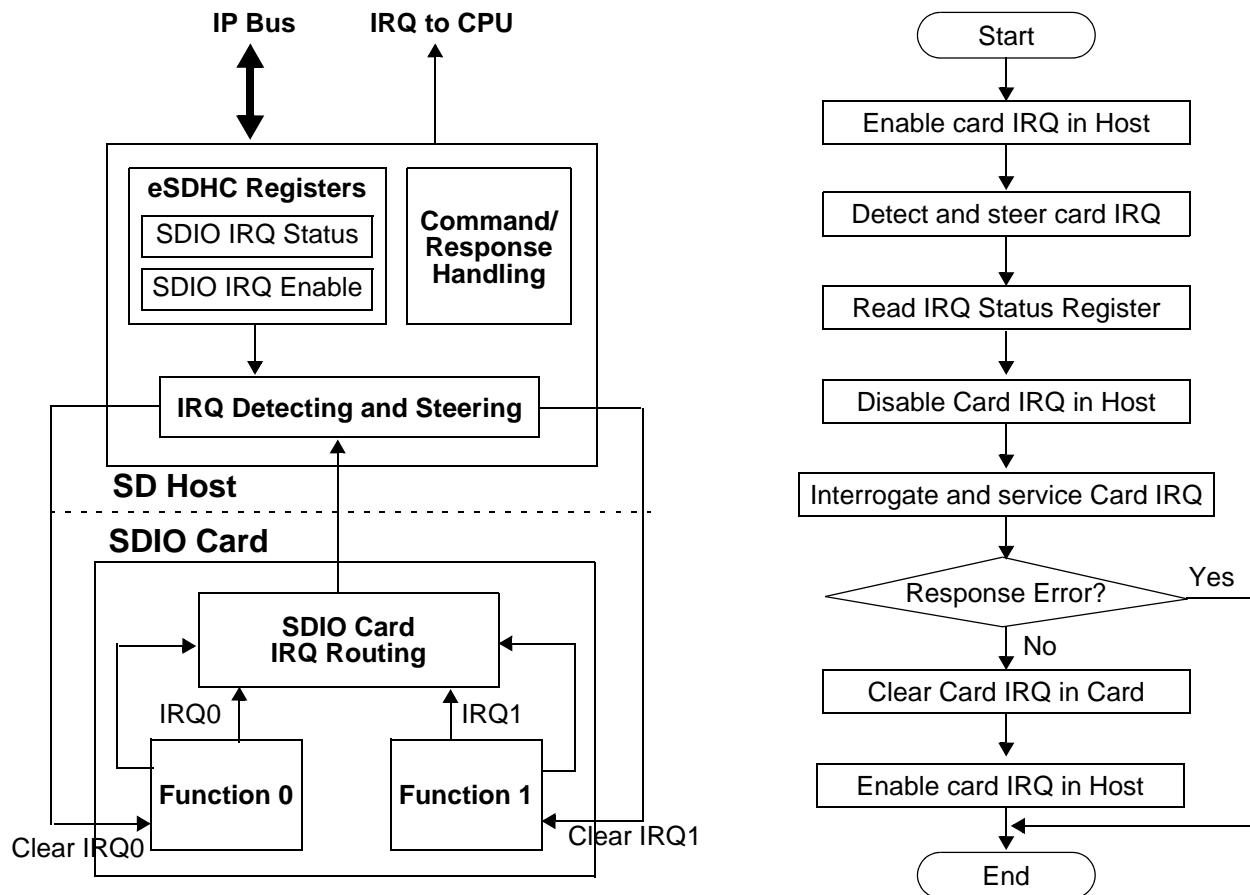 IP Bus
IRQ to CPU
eSDHC Registers
SDIO IRQ Status
SDIO IRQ Enable
Command/
Response
Handling
IRQ Detecting and Steering
SD Host
SDIO Card
SDIO Card
IRQ Routing
IRQ0
IRQ1
Function 0
Function 1
Clear IRQ0
Clear IRQ1
Start
Enable card IRQ in Host
Detect and steer card IRQ
Read IRQ Status Register
Disable Card IRQ in Host
Interrogate and service Card IRQ
Response Error?
Yes
No
Clear Card IRQ in Card
Enable card IRQ in Host
End